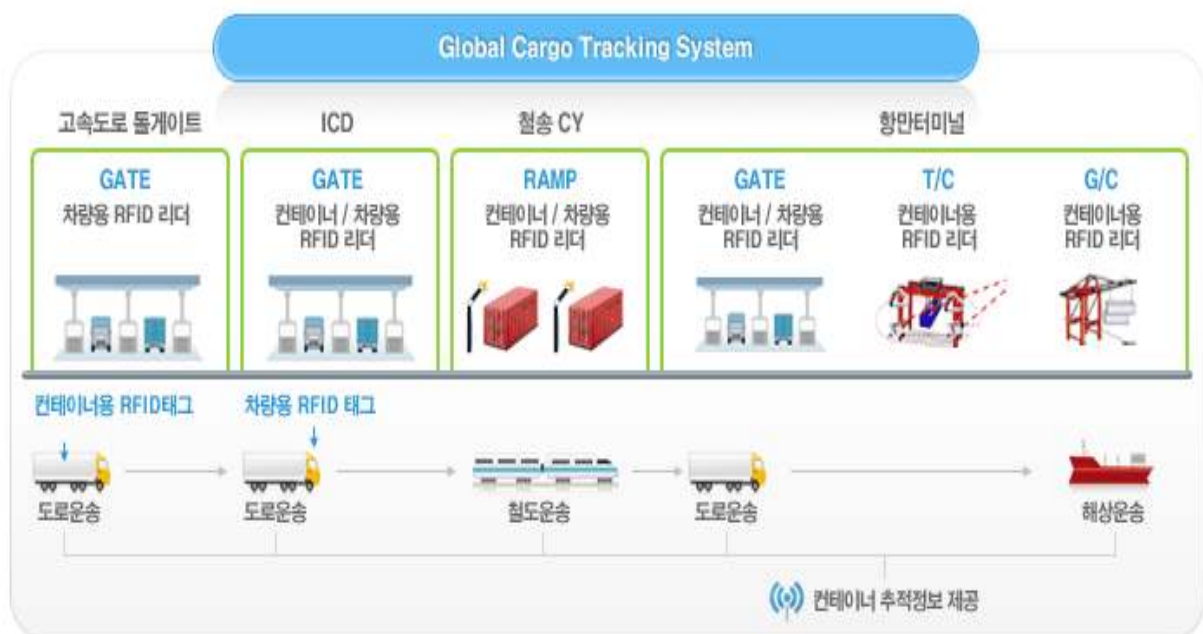 Global Cargo Tracking System
고속도로 돌게이트
ICD
철송 CY
항만터미널
GATE
차량용 RFID 리더
GATE
컨테이너 / 차량용
RFID 리더
RAMP
컨테이너 / 차량용
RFID 리더
GATE
컨테이너 / 차량용
RFID 리더
T/C
컨테이너용
RFID 리더
G/C
컨테이너용
RFID 리더
컨테이너용 RFID태그
차량용 RFID 태그
도로운송
도로운송
철도운송
도로운송
해상운송
컨테이너 추적정보 제공